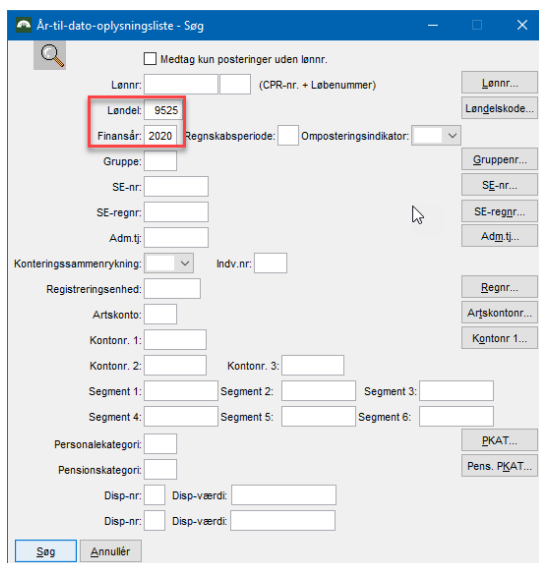 År-til-dato-oplysningsliste - Søg
Medtag kun posteringer uden lønnr.
Lønnr: (CPR-nr. + Løbenummer) Lønnr...
Løndel: 9525 Løndelskode...
Finansår: 2020 Regnskabsperiode: Omposteringsindikator:
Gruppe: Gruppenr...
SE-nr: SE-nr...
SE-regnr: SE-regnr...
Adm.tj: Adm.tj...
Konteringssammenrykning: Indv.nr:
Registreringsenhed: Regnr...
Artskonto: Artskontonr...
Kontonr. 1: Kontonr 1...
Kontonr. 2: Kontonr. 3:
Segment 1: Segment 2: Segment 3:
Segment 4: Segment 5: Segment 6:
Personalekategori: PKAT...
Pensionskategori: Pens. PKAT...
Disp-nr: Disp-værdi:
Disp-nr: Disp-værdi:
Søg Annullér